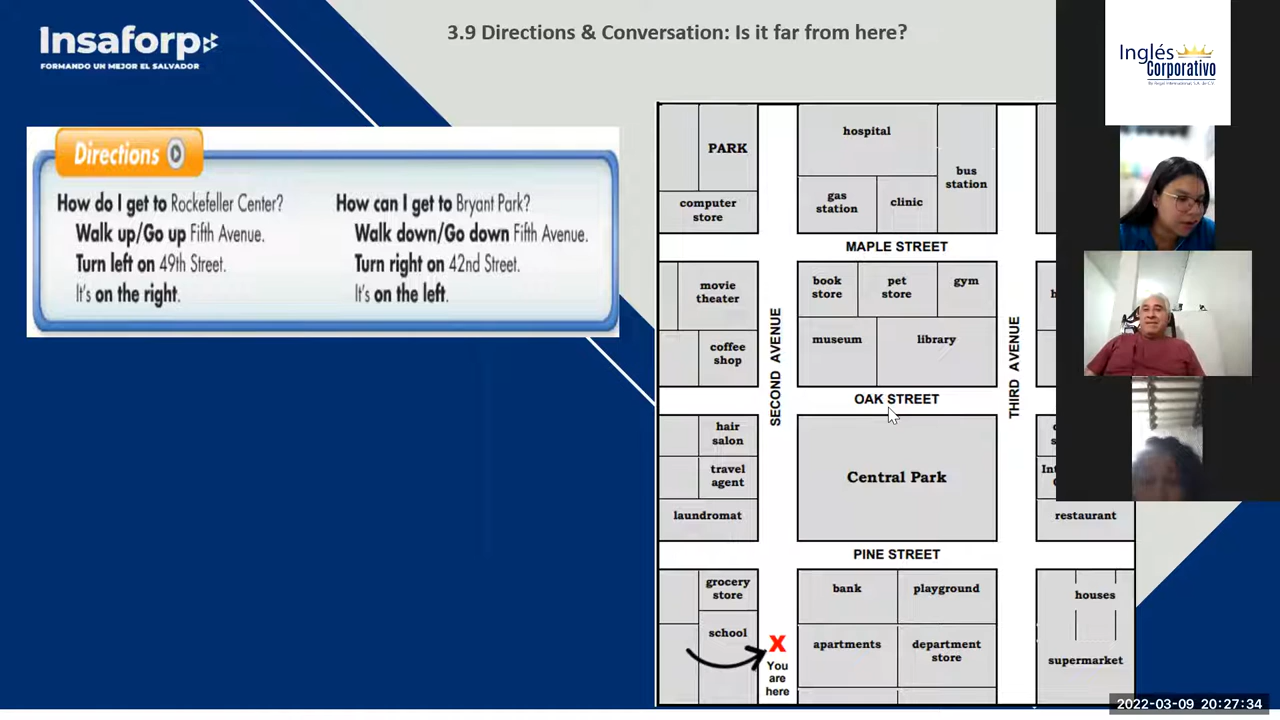 Insaforp
FORMANDO UN MEJOR EL SALVADOR
3.9 Directions & Conversation: Is it far from here?
Inglés
Corporativo
Directions
How do I get to Rockefeller Center?
Walk up/Go up Fifth Avenue.
Turn left on 49th Street.
It's on the right.
How can I get to Bryant Park?
Walk down/Go down Fifth Avenue.
Turn right on 42nd Street.
It's on the left.
PARK
computer
store
hospital
gas
station
clinic
bus
station
MAPLE STREET
movie
theater
coffee
shop
SECOND AVENUE
book
store
pet
store
gym
museum
library
THIRD AVENUE
OAK STREET
hair
salon
travel
agent
laundromat
Central Park
restaurant
PINE STREET
grocery
store
school
X
You
are
here
bank
playground
apartments
department
store
houses
supermarket
2022-03-09 20:27:34